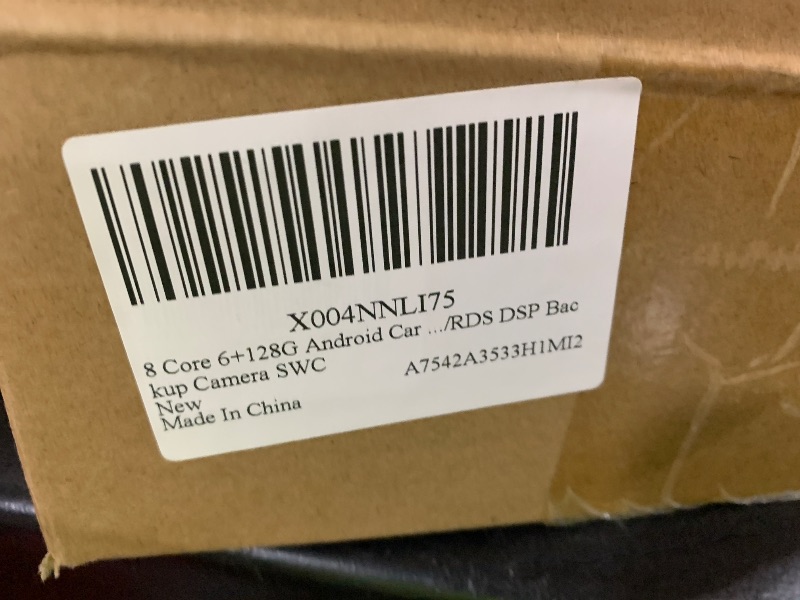 X004NNLI75
8 Core 6+128G Android Car .../RDS DSP Bac
kup Camera SWC
A7542A3533H1MI2
New
Made In China